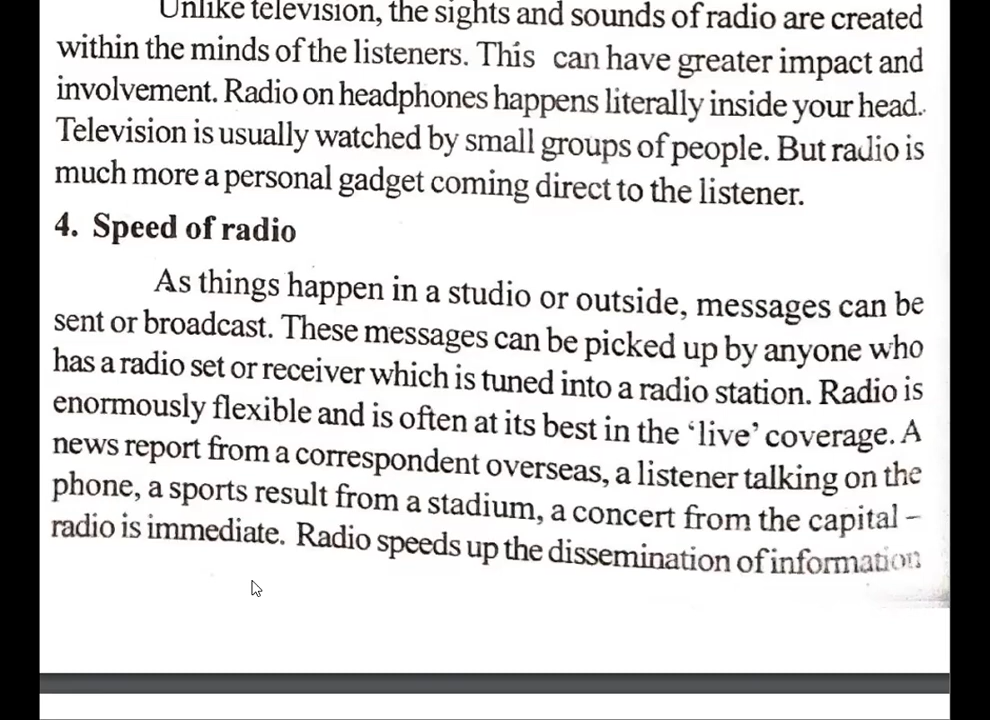 Unlike television, the sights and sounds of radio are created
within the minds of the listeners. This can have greater impact and
involvement. Radio on headphones happens literally inside your head.
Television is usually watched by small groups of people. But radio is
much more a personal gadget coming direct to the listener.
4. Speed of radio
As things happen in a studio or outside, messages can be
sent or broadcast. These messages can be picked up by anyone who
has a radio set or receiver which is tuned into a radio station. Radio is
enormously flexible and is often at its best in the ‘live’ coverage. A
news report from a correspondent overseas, a listener talking on the
phone, a sports result from a stadium, a concert from the capital –
radio is immediate. Radio speeds up the dissemination of information